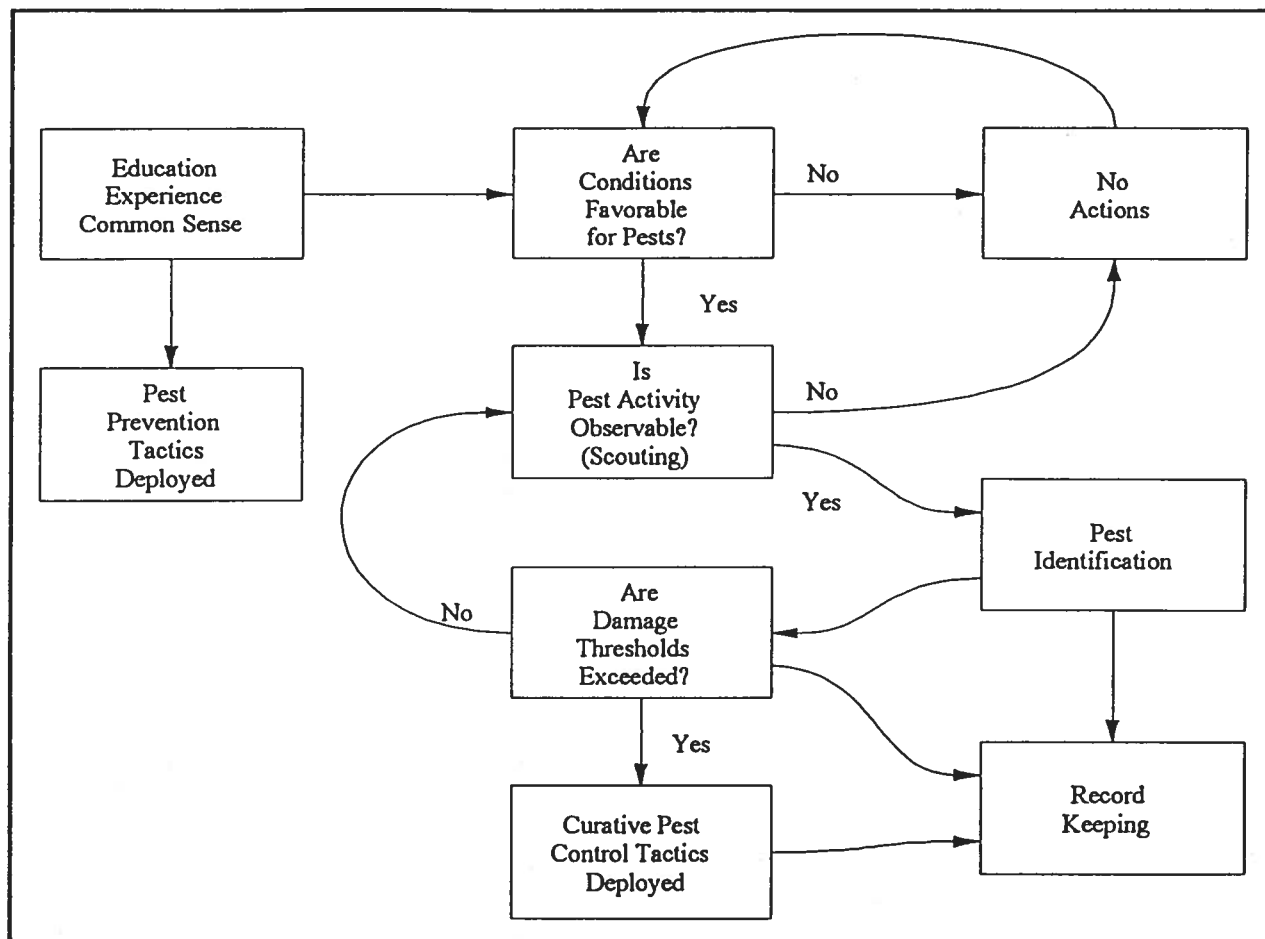 Education
Experience
Common Sense
Are
Conditions
Favorable
for Pests?
No
No
Actions
Yes
Pest
Prevention
Tactics
Deployed
Is
Pest Activity
Observable?
(Scouting)
No
Yes
Pest
Identification
No
Are
Damage
Thresholds
Exceeded?
Yes
Record
Keeping
Curative Pest
Control Tactics
Deployed